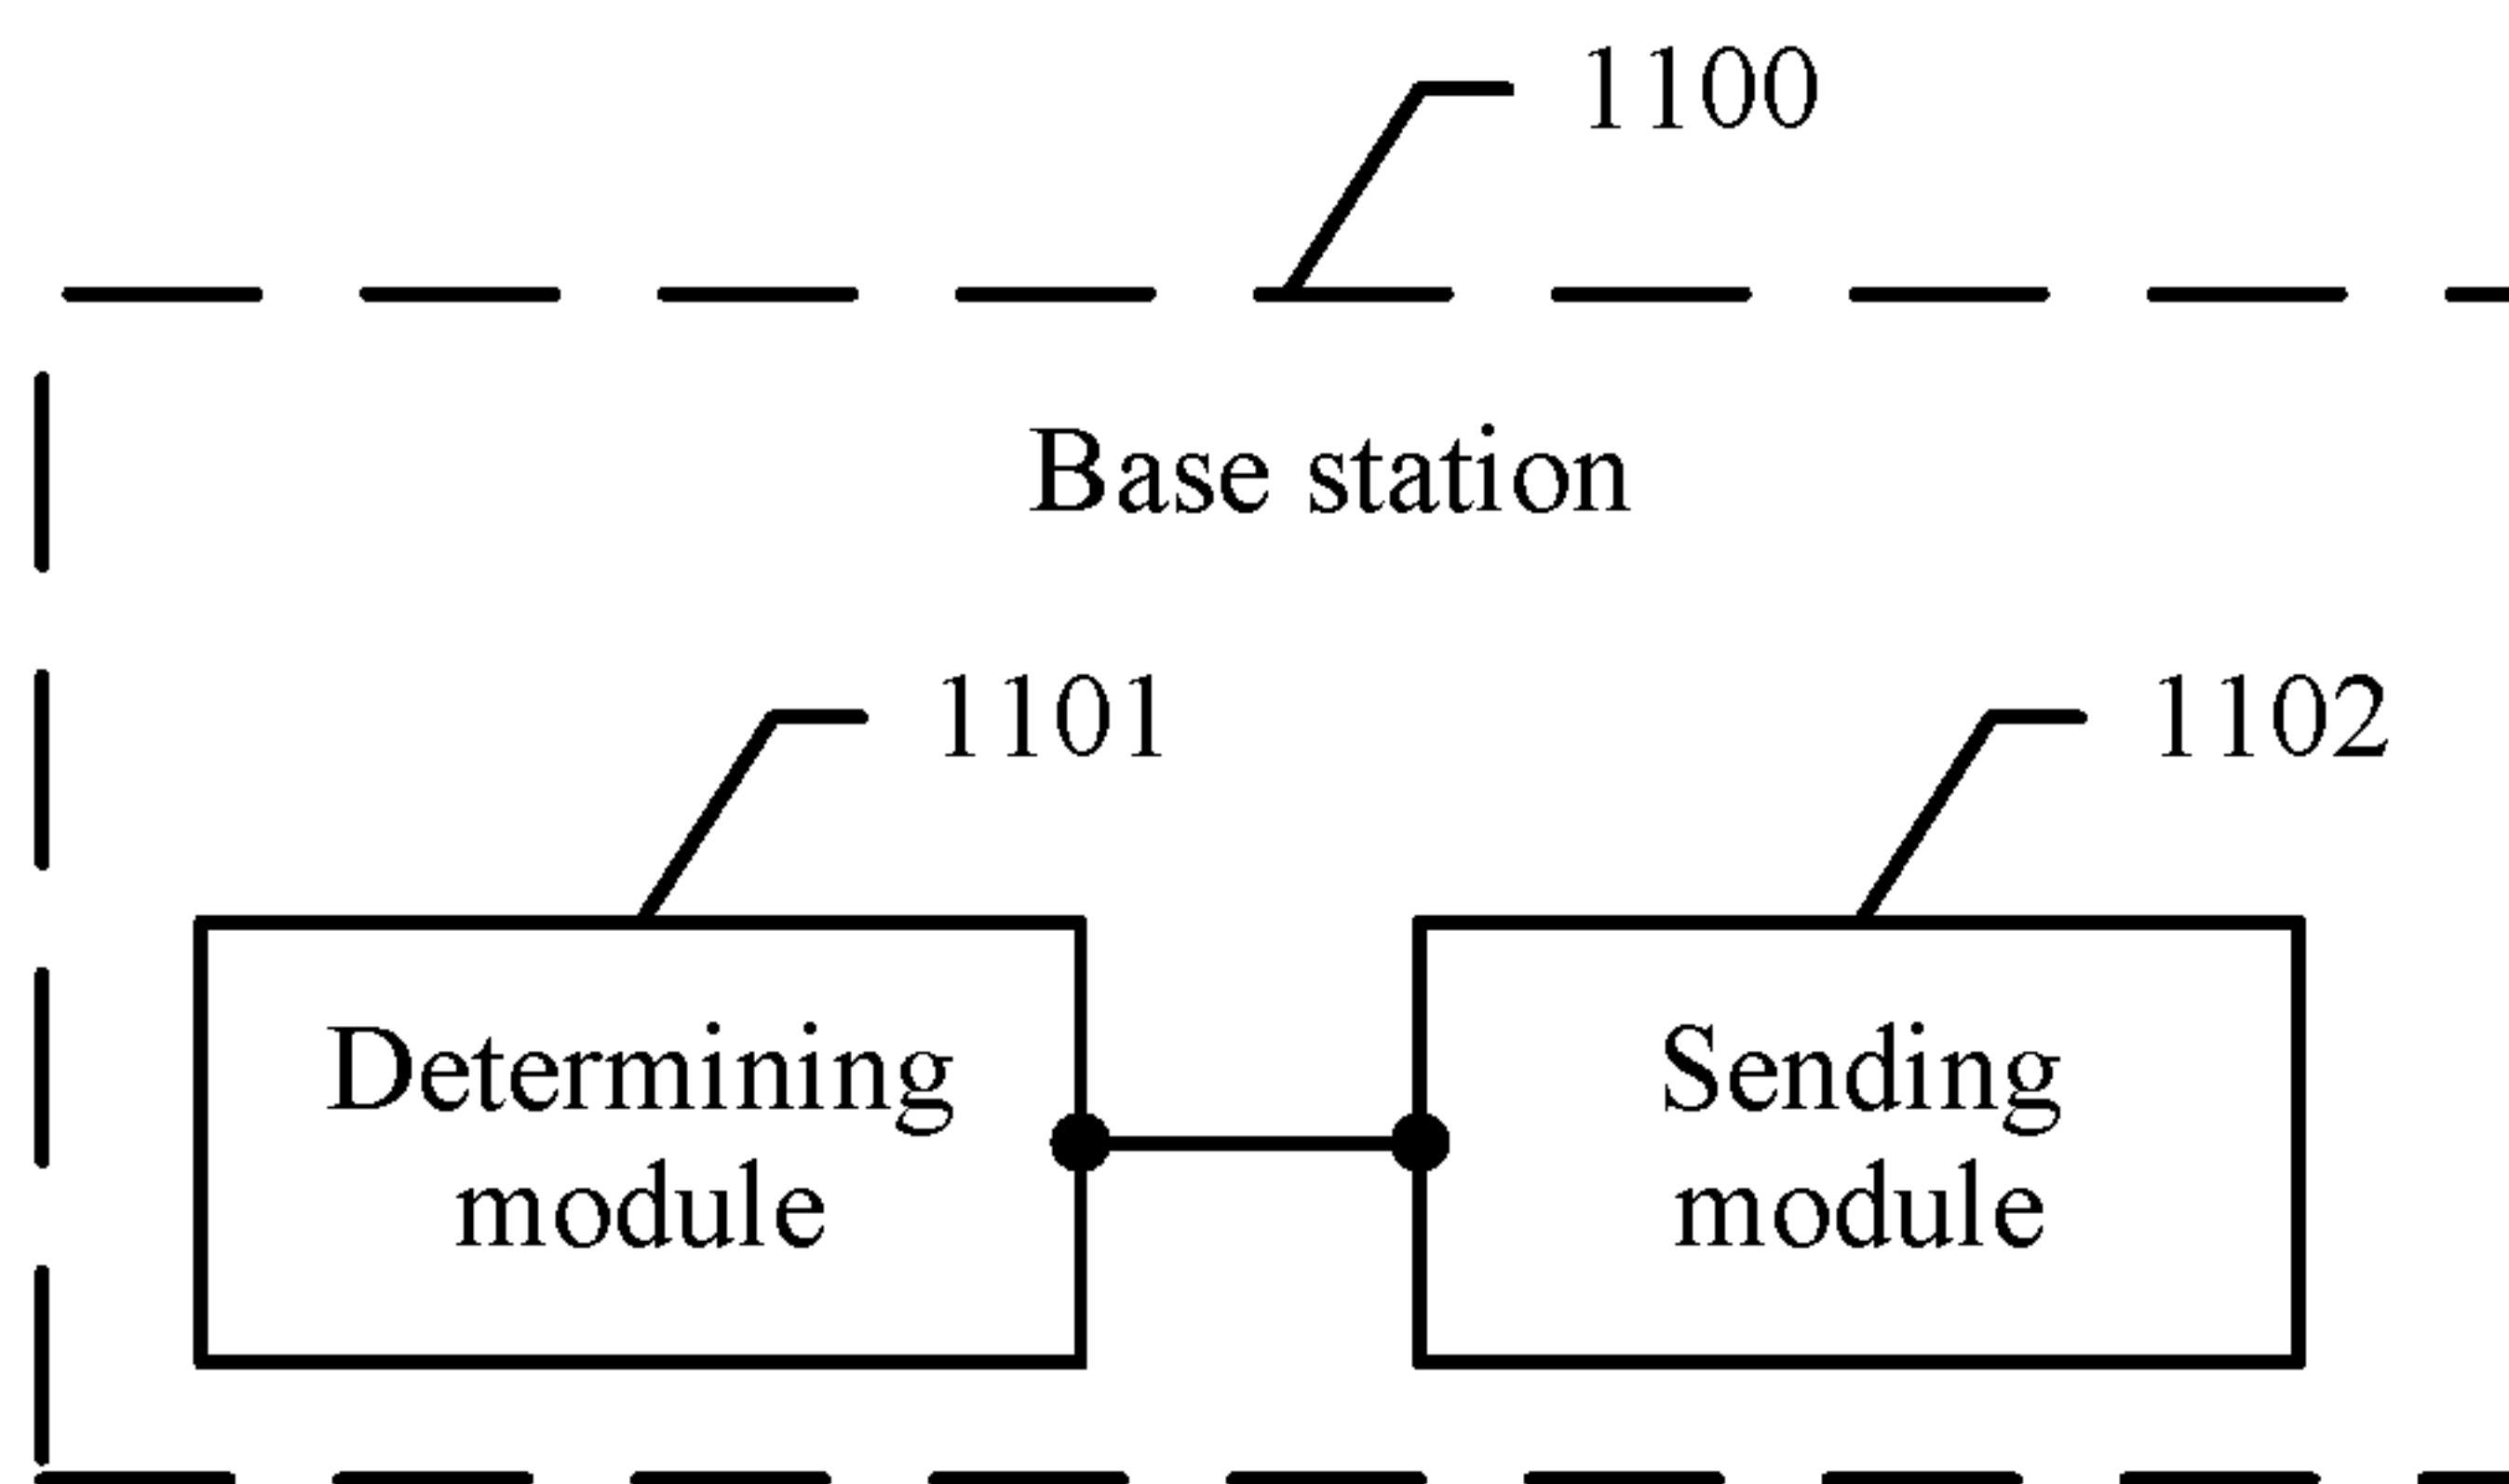 1100
Base station
1101
1102
Determining
module
Sending
module